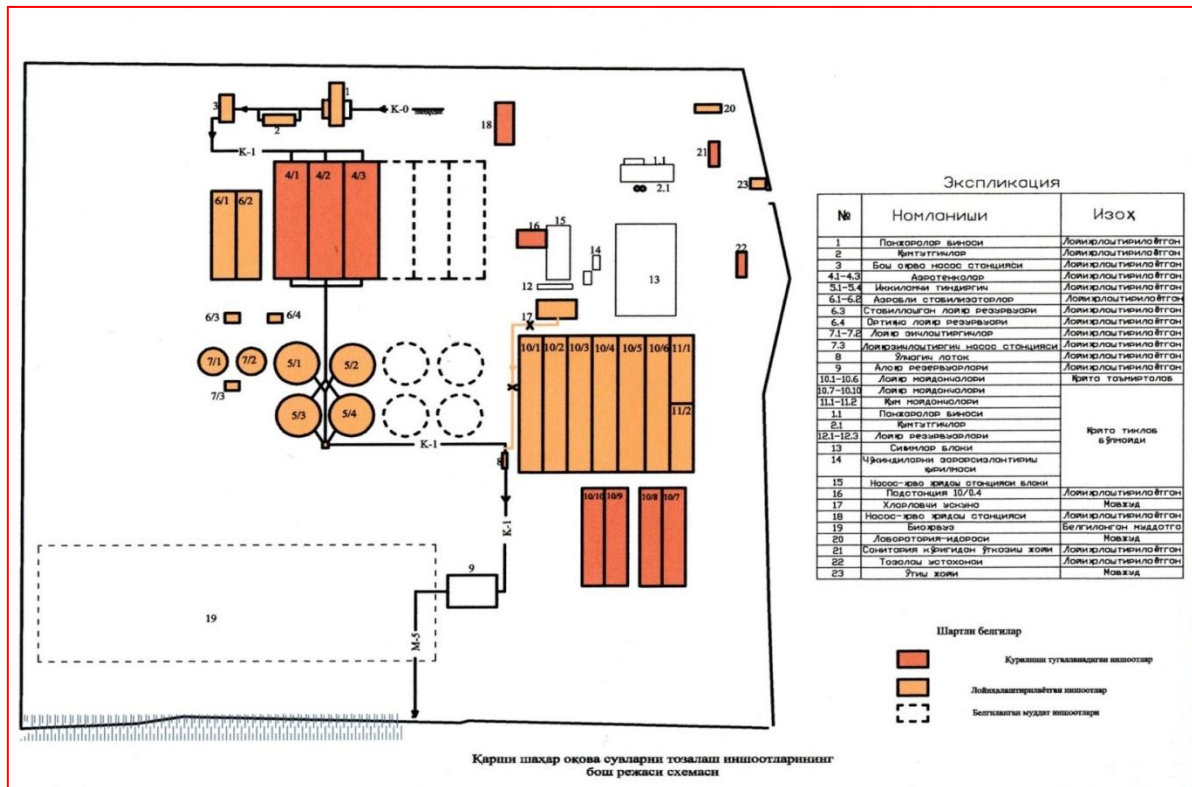 1
3
2
К-0
К-1
18
20
21
1.1
2.1
23
4/1
4/2
4/3
6/1
6/2
15
16
14
12
13
22
17
6/3
6/4
7/1
7/2
7/3
5/1
5/2
5/3
5/4
10/1
10/2
10/3
10/4
10/5
10/6
11/1
11/2
К-1
8
К-1
10/10
10/9
10/8
10/7
9
М-5
19
Экспликация
№ Номланиши Изоҳ
1 Панжаралар биноси Лойиҳалаштирилаётган
2 Қумтутгичлар Лойиҳалаштирилаётган
3 Бош оқава насос станцияси Лойиҳалаштирилаётган
4.1-4.3 Аэротенкалар Лойиҳалаштирилаётган
5.1-5.4 Иккиламчи тиндиргич Лойиҳалаштирилаётган
6.1-6.2 Аэробли стабилизаторлар Лойиҳалаштирилаётган
6.3 Стабиллашган лойқа резурвуари Лойиҳалаштирилаётган
6.4 Ортиқча лойқа резурвуари Лойиҳалаштирилаётган
7.1-7.2 Лойқа зичлаштиргичлар Лойиҳалаштирилаётган
7.3 Лойқазичлаштиргич насос станцияси Лойиҳалаштирилаётган
8 Ўлчагич лоток Лойиҳалаштирилаётган
9 Алоқа резервуарлари Лойиҳалаштирилаётган
10.1-10.6 Лойқа майдончалари Қайта таъмирталаб
10.7-10.10 Лойқа майдончалари
11.1-11.2 Қум майдончалари
1.1 Панжаралар биноси
2.1 Қумтутгичлар
12.1-12.3 Лойқа резурвуарлари
Қайта тиклаб
бўлмайди
13 Сиғимлар блоки
14 Чўкиндиларни зарарсизлантириш
қурилмаси
15 Насос-ҳаво ҳайдаш станцияси блоки
16 Подстанция 10/0.4 Лойиҳалаштирилаётган
17 Хлорловчи ускуна Мавжуд
18 Насос-ҳаво ҳайдаш станцияси Лойиҳалаштирилаётган
19 Биоҳовуз Белгиланган муддатга
20 Лаборатория-идораси Мавжуд
21 Санитария кўригидан ўтказиш жойи Лойиҳалаштирилаётган
22 Тозалаш устахонаси Лойиҳалаштирилаётган
23 Ўтиш жойи Мавжуд
Шартли белгилар
Қурилиши тугалланадиган иншоотлар
Лойиҳалаштирилаётган иншоотлар
Белгиланган муддат иншоотлари
Қарши шаҳар оқова сувларни тозалаш иншоотларининг
бош режаси схемаси